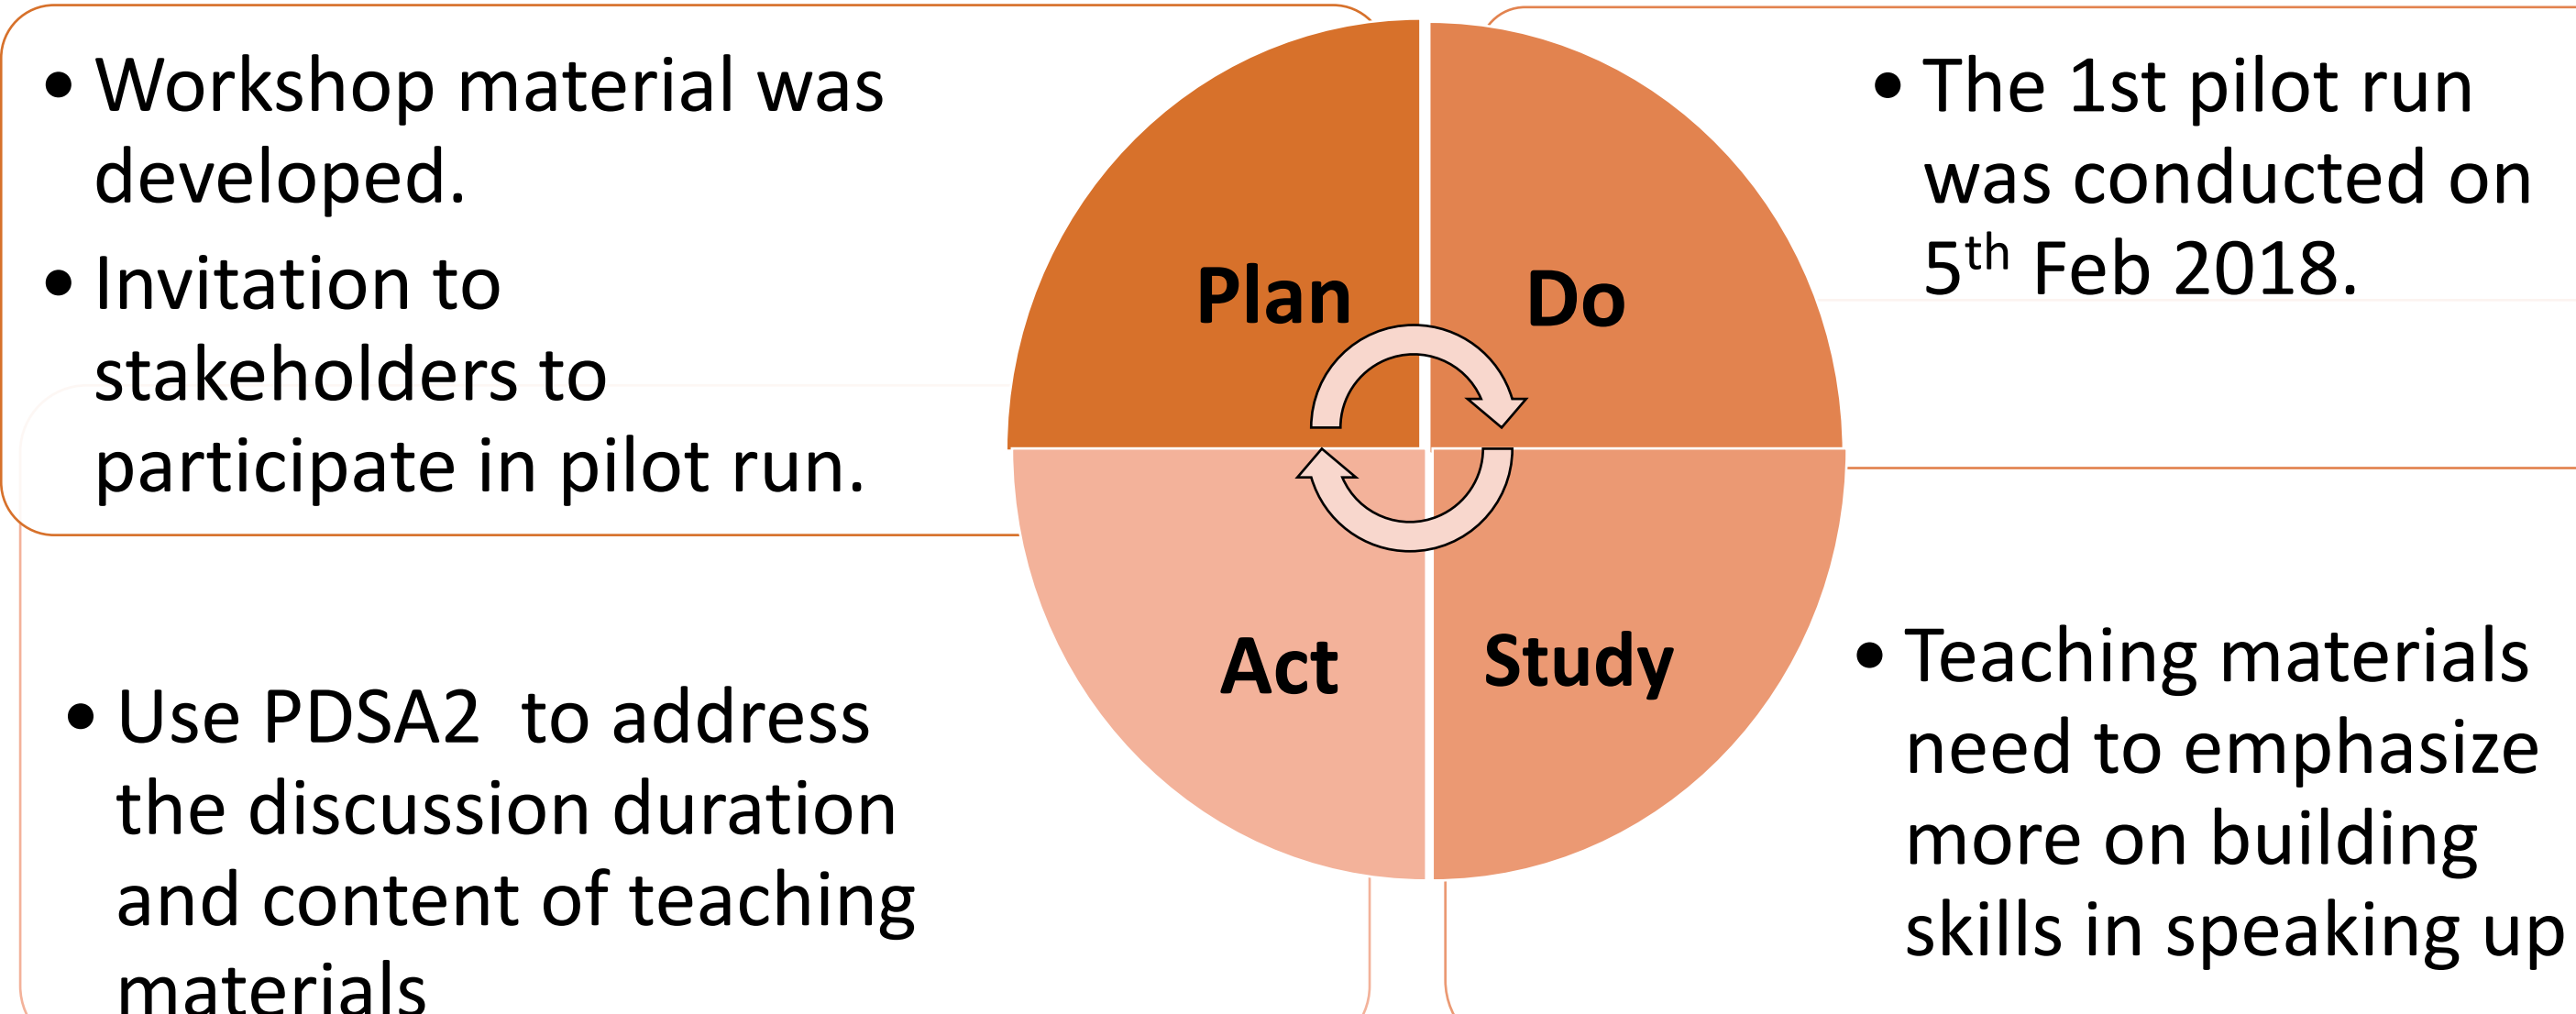 • Workshop material was
developed.
• Invitation to
stakeholders to
participate in pilot run.
Plan
Do
• The 1st pilot run
was conducted on
5th Feb 2018.
Act
Study
• Use PDSA2  to address
the discussion duration
and content of teaching
materials
• Teaching materials
need to emphasize
more on building
skills in speaking up